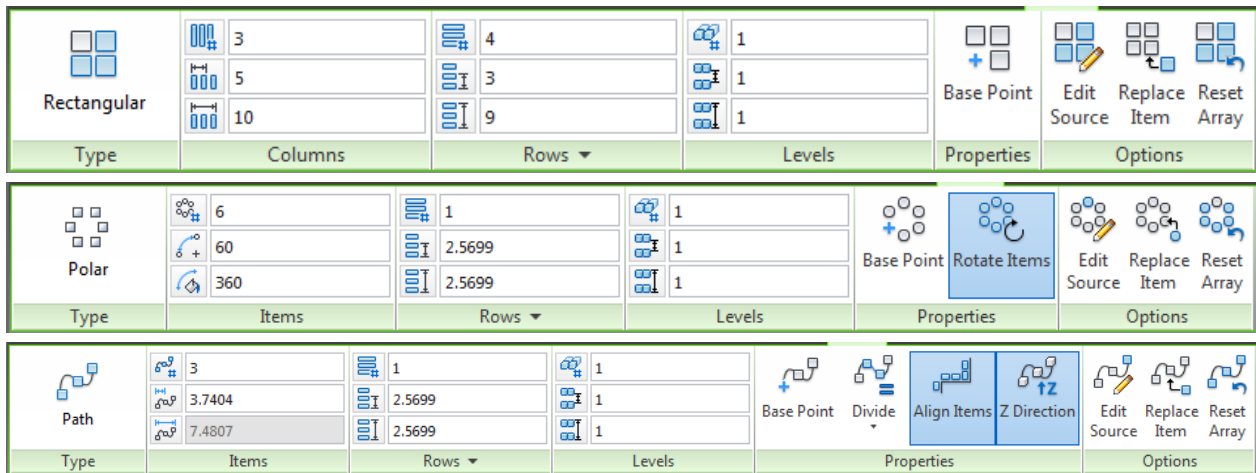 3 4 1
5 3 1
Rectangular
Base Point Edit Source Replace Item Reset Array
10 9 1
Type Columns Rows Levels Properties Options
6 1 1
60 2.5699 1
Polar
Base Point Rotate Items Edit Source Replace Item Reset Array
360 2.5699 1
Type Items Rows Levels Properties Options
3 1 1
3.7404 2.5699 1
Path
Base Point Divide Align Items Z Direction Edit Source Replace Item Reset Array
7.4807 2.5699 1
Type Items Rows Levels Properties Options